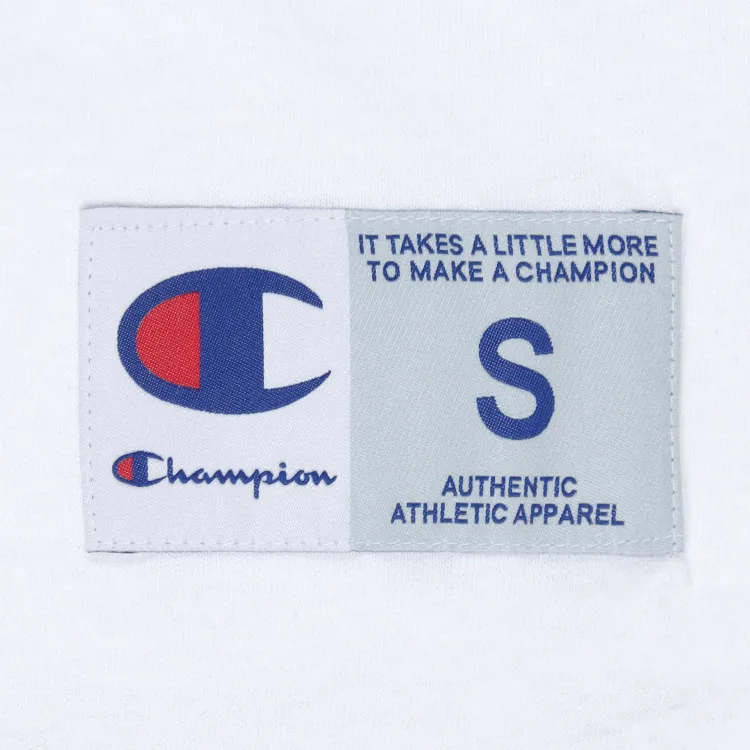 Champion
IT TAKES A LITTLE MORE
TO MAKE A CHAMPION
S
AUTHENTIC
ATHLETIC APPAREL